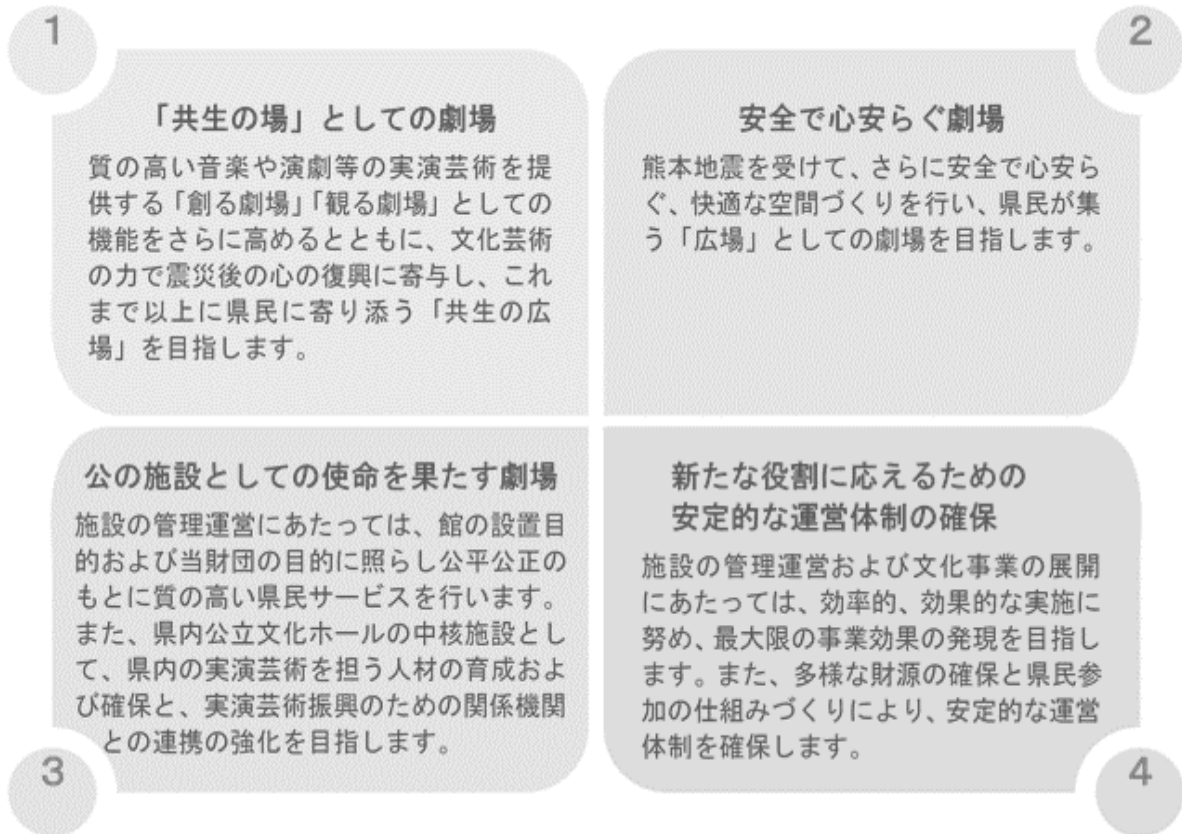 1
「共生の場」としての劇場
質の高い音楽や演劇等の実演芸術を提
供する「創る劇場」「観る劇場」としての
機能をさらに高めるとともに、文化芸術
の力で震災後の心の復興に寄与し、これ
まで以上に県民に寄り添う「共生の広
場」を目指します。
2
安全で心安らぐ劇場
熊本地震を受けて、さらに安全で心安ら
ぐ、快適な空間づくりを行い、県民が集
う「広場」としての劇場を目指します。
公の施設としての使命を果たす劇場
施設の管理運営にあたっては、館の設置目
的および当財団の目的に照らし公平公正の
もとに質の高い県民サービスを行います。
また、県内公立文化ホールの中核施設とし
て、県内の実演芸術を担う人材の育成およ
び確保と、実演芸術振興のための関係機関
との連携の強化を目指します。
3
新たな役割に応えるための
安定的な運営体制の確保
施設の管理運営および文化事業の展開
にあたっては、効率的、効果的な実施に
努め、最大限の事業効果の発現を目指し
ます。また、多様な財源の確保と県民参
加の仕組みづくりにより、安定的な運営
体制を確保します。
4